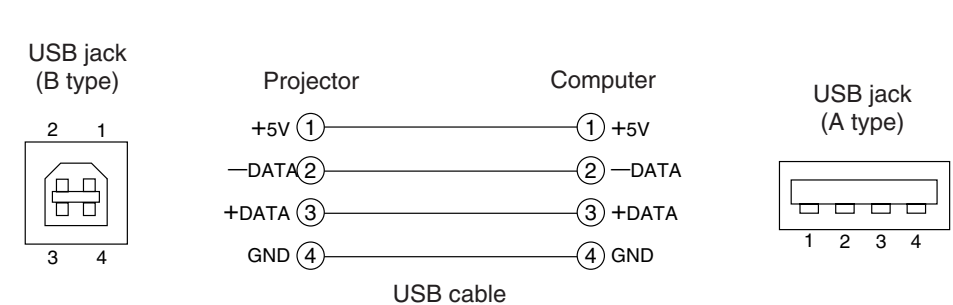 USB jack
(B type)
2 1
3 4
Projector
Computer
+5V 1 1 +5V
—DATA 2 2 —DATA
+DATA 3 3 +DATA
GND 4 4 GND
USB cable
USB jack
(A type)
1 2 3 4